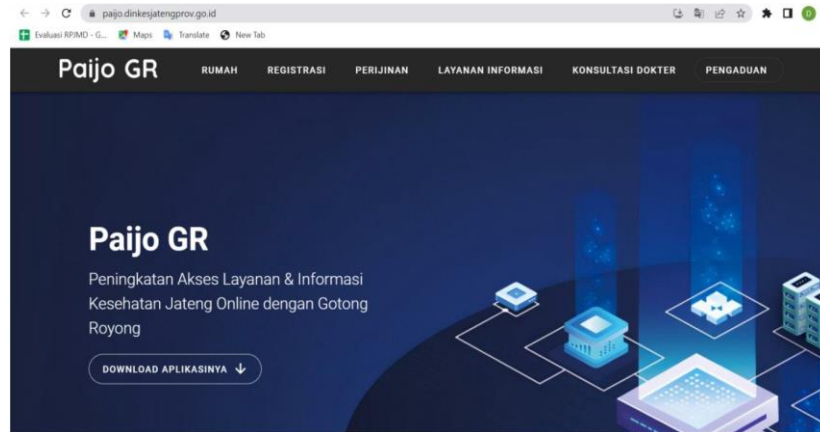 paijo.dinkesjatengprov.go.id
Evaluasi RPJMD - G... Maps Translate New Tab
Paijo GR RUMAH REGISTRASI PERIJINAN LAYANAN INFORMASI KONSULTASI DOKTER PENGADUAN
Paijo GR
Peningkatan Akses Layanan & Informasi
Kesehatan Jateng Online dengan Gotong
Royong
DOWNLOAD APLIKASINYA